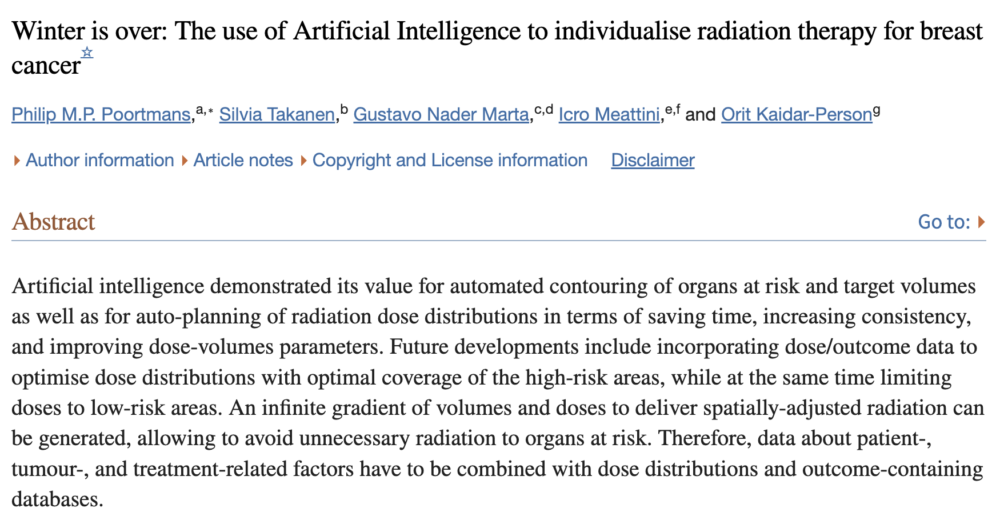 Winter is over: The use of Artificial Intelligence to individualise radiation therapy for breast
cancer☆
Philip M.P. Poortmans,a,* Silvia Takanen,b Gustavo Nader Marta,c,d Icro Meattini,e,f and Orit Kaidar-Persong
Author information Article notes Copyright and License information Disclaimer
Abstract Go to:
Artificial intelligence demonstrated its value for automated contouring of organs at risk and target volumes
as well as for auto-planning of radiation dose distributions in terms of saving time, increasing consistency,
and improving dose-volumes parameters. Future developments include incorporating dose/outcome data to
optimise dose distributions with optimal coverage of the high-risk areas, while at the same time limiting
doses to low-risk areas. An infinite gradient of volumes and doses to deliver spatially-adjusted radiation can
be generated, allowing to avoid unnecessary radiation to organs at risk. Therefore, data about patient-,
tumour-, and treatment-related factors have to be combined with dose distributions and outcome-containing
databases.